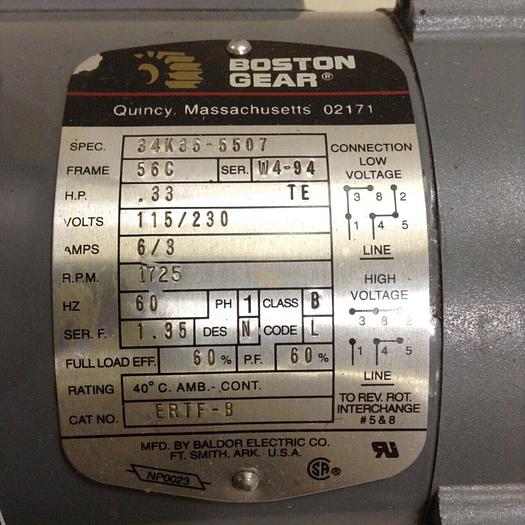 BOSTON
GEAR®
Quincy, Massachusetts 02171
SPEC. 34K35-5507
FRAME 56C SER. W4-94
H.P. .33 TE
VOLTS 115/230
AMPS 6/3
R.P.M. 1725
HZ 60 PH 1 CLASS B
SER. F. 1.35 DES N CODE L
FULL LOAD EFF. 60 % P.F. 60 %
RATING 40° C. AMB.- CONT.
CAT NO. ERTF-B
CONNECTION
LOW
VOLTAGE
3 8 2
1 4 5
LINE
HIGH
VOLTAGE
3 8 2
1 4 5
LINE
TO REV. ROT.
INTERCHANGE
#5 & 8
MFD. BY BALDOR ELECTRIC CO.
FT. SMITH, ARK. U.S.A.
NP0023